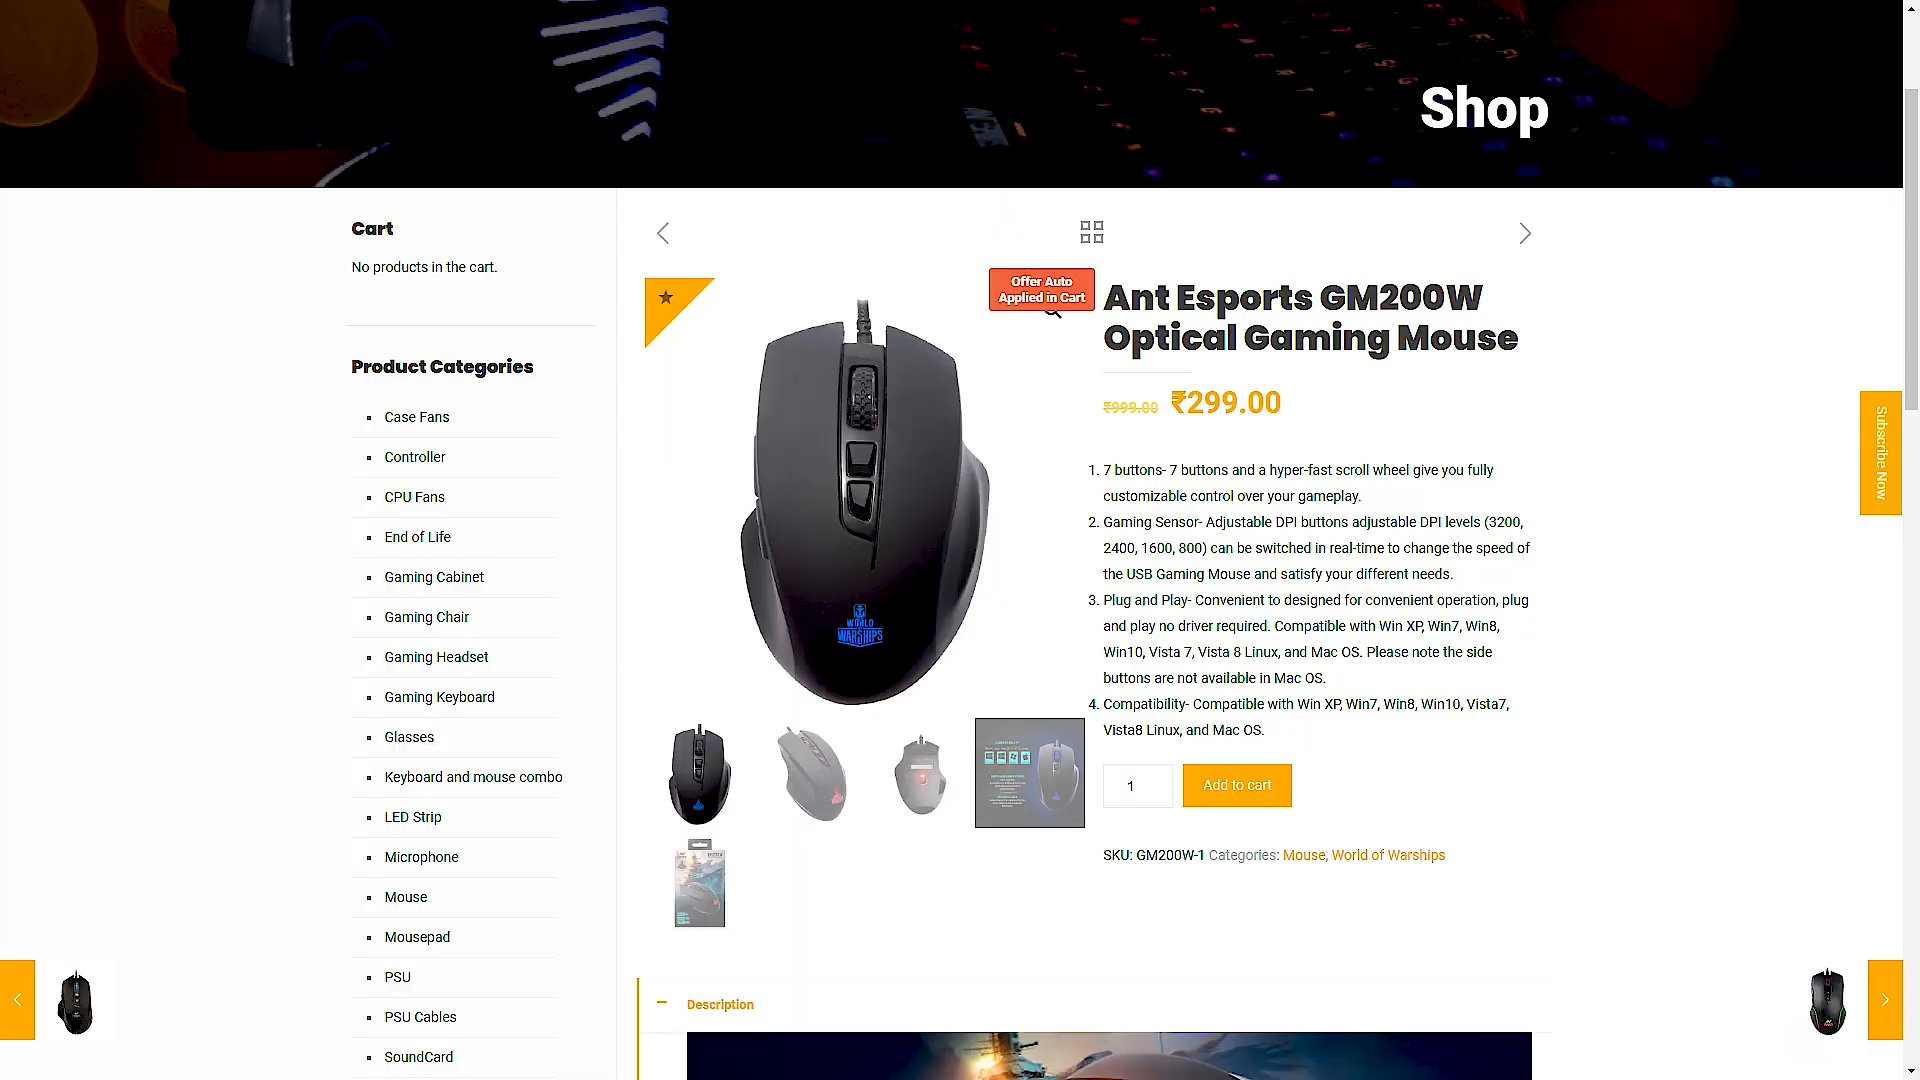 Shop
Cart
No products in the cart.
Product Categories
Case Fans
Controller
CPU Fans
End of Life
Gaming Cabinet
Gaming Chair
Gaming Headset
Gaming Keyboard
Glasses
Keyboard and mouse combo
LED Strip
Microphone
Mouse
Mousepad
PSU
PSU Cables
SoundCard
Offer Auto
Applied in Cart
WORLD
OF
WARSHIPS
Ant Esports GM200W
Optical Gaming Mouse
₹999.00 ₹299.00
1. 7 buttons- 7 buttons and a hyper-fast scroll wheel give you fully
customizable control over your gameplay.
2. Gaming Sensor- Adjustable DPI buttons adjustable DPI levels (3200,
2400, 1600, 800) can be switched in real-time to change the speed of
the USB Gaming Mouse and satisfy your different needs.
3. Plug and Play- Convenient to designed for convenient operation, plug
and play no driver required. Compatible with Win XP, Win7, Win8,
Win10, Vista 7, Vista 8 Linux, and Mac OS. Please note the side
buttons are not available in Mac OS.
4. Compatibility- Compatible with Win XP, Win7, Win8, Win10, Vista7,
Vista8 Linux, and Mac OS.
1
Add to cart
SKU: GM200W-1 Categories: Mouse, World of Warships
Subscribe Now
Description